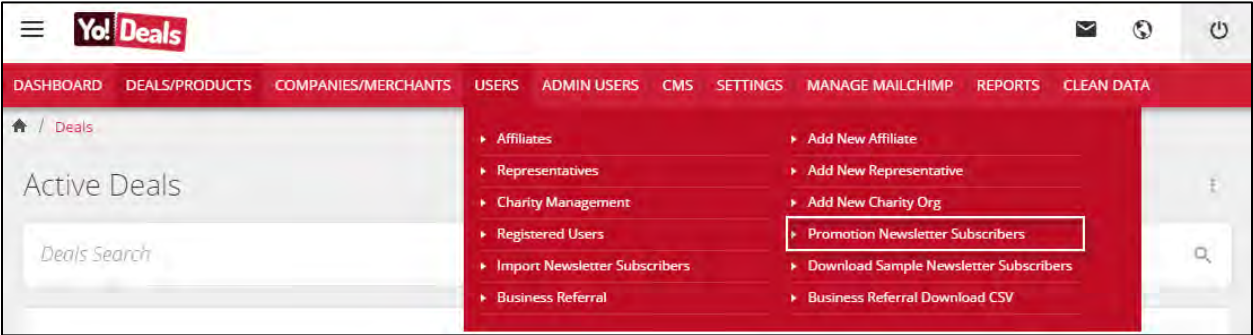 Yo! Deals
DASHBOARD DEALS/PRODUCTS COMPANIES/MERCHANTS USERS ADMIN USERS CMS SETTINGS MANAGE MAILCHIMP REPORTS CLEAN DATA
/ Deals
Affiliates Add New Affiliate
Representatives Add New Representative
Active Deals
Charity Management Add New Charity Org
Registered Users Promotion Newsletter Subscribers
Deals Search
Import Newsletter Subscribers Download Sample Newsletter Subscribers
Business Referral Business Referral Download CSV